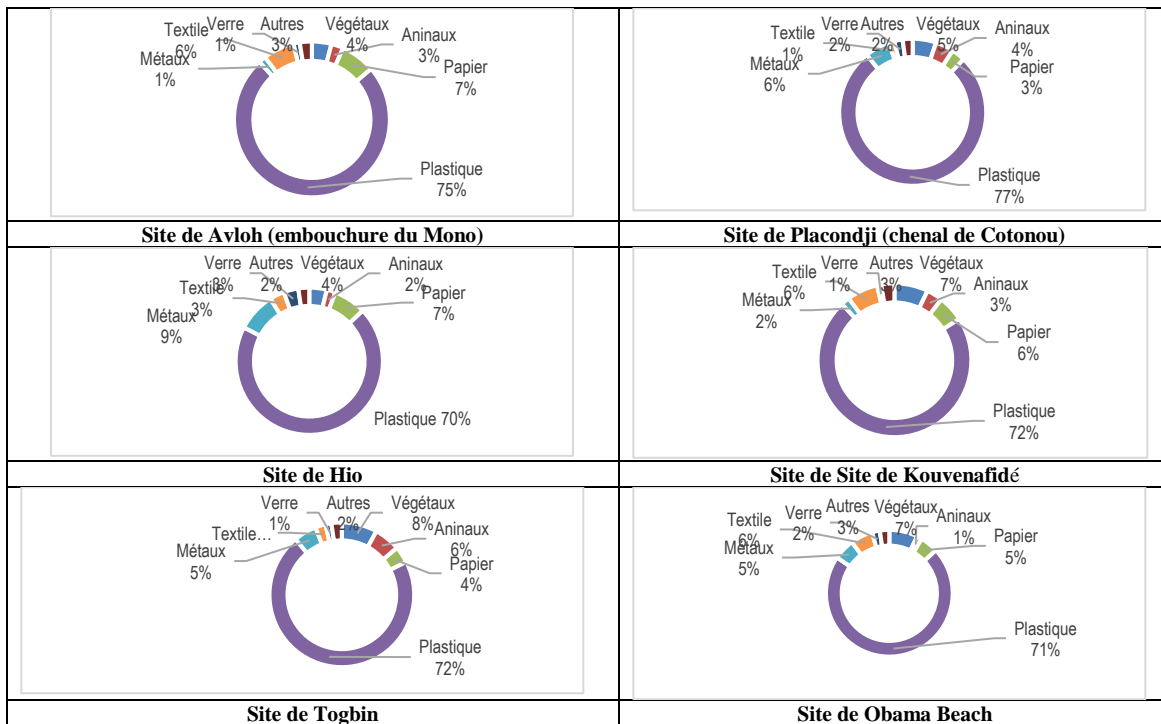 Végétaux
4%
Aninaux
3%
Papier
7%
Plastique
75%
Métaux
1%
Textile
6%
Verre
1%
Autres
3%
Site de Avloh (embouchure du Mono)
Végétaux
5%
Aninaux
4%
Papier
3%
Plastique
77%
Métaux
6%
Textile
1%
Verre
2%
Autres
2%
Site de Placondji (chenal de Cotonou)
Végétaux
4%
Aninaux
2%
Papier
7%
Plastique 70%
Métaux
9%
Textile
3%
Verre
3%
Autres
2%
Site de Hio
Végétaux
7%
Aninaux
3%
Papier
6%
Plastique
72%
Métaux
2%
Textile
6%
Verre
1%
Autres
3%
Site de Site de Kouvenafidé
Végétaux
8%
Aninaux
6%
Papier
4%
Plastique
72%
Métaux
5%
Textile…
Verre
1%
Autres
2%
Site de Togbin
Végétaux
7%
Aninaux
1%
Papier
5%
Plastique
71%
Métaux
5%
Textile
6%
Verre
2%
Autres
3%
Site de Obama Beach